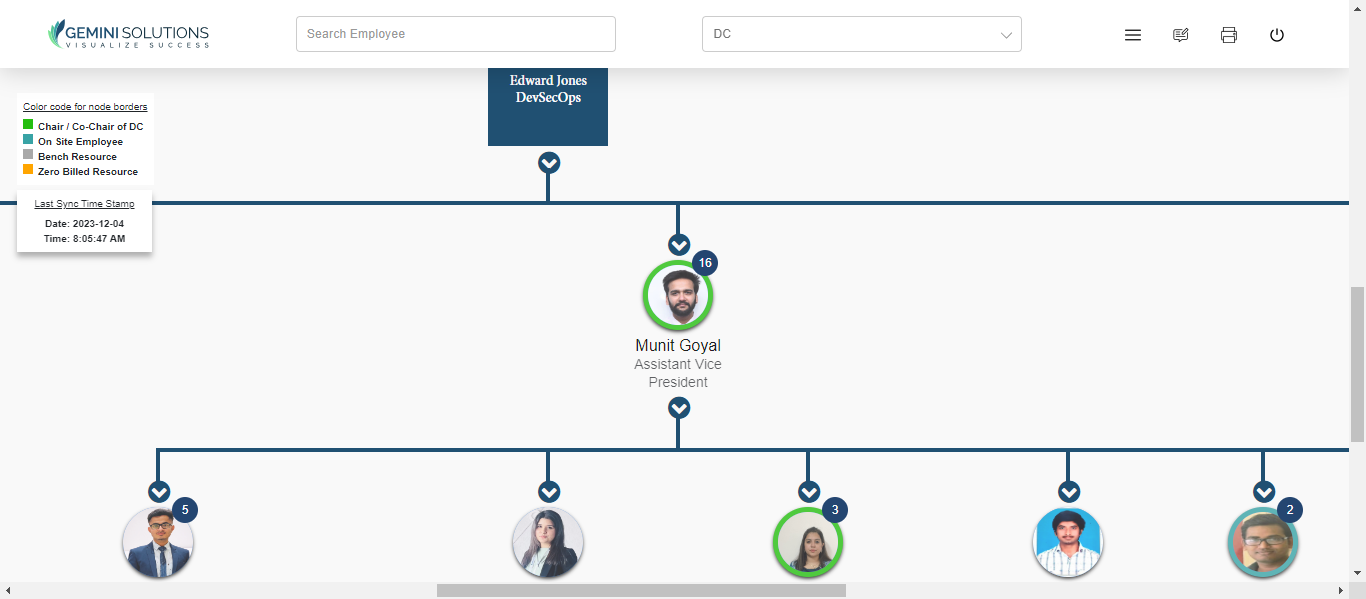 GEMINI SOLUTIONS
VISUALIZE SUCCESS
Search Employee
DC
Edward Jones
DevSecOps
Color code for node borders
Chair / Co-Chair of DC
On Site Employee
Bench Resource
Zero Billed Resource
Last Sync Time Stamp
Date: 2023-12-04
Time: 8:05:47 AM
16
Munit Goyal
Assistant Vice
President
5
3
2